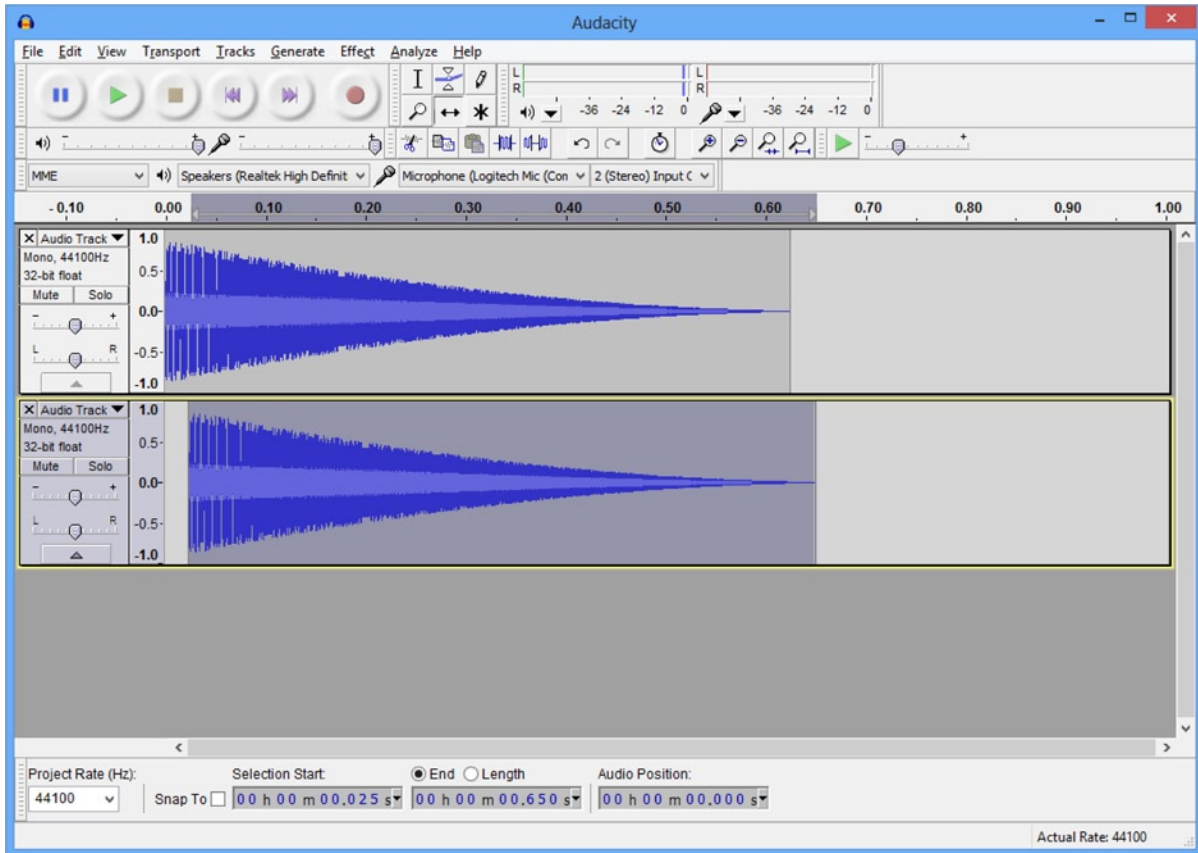 Audacity
File Edit View Transport Tracks Generate Effect Analyze Help
L
R
-36 -24 -12 0
L
R
-36 -24 -12 0
MME
Speakers (Realtek High Definit
Microphone (Logitech Mic (Con
2 (Stereo) Input C
- 0.10 0.00 0.10 0.20 0.30 0.40 0.50 0.60 0.70 0.80 0.90 1.00
X Audio Track
Mono, 44100Hz
32-bit float
Mute Solo
- +
L R
1.0
0.5-
0.0-
-0.5-
-1.0
X Audio Track
Mono, 44100Hz
32-bit float
Mute Solo
- +
L R
1.0
0.5-
0.0-
-0.5-
-1.0
Project Rate (Hz): Selection Start: End Length Audio Position:
44100 Snap To 00 h 00 m 00.025 s 00 h 00 m 00.650 s 00 h 00 m 00.000 s
Actual Rate: 44100